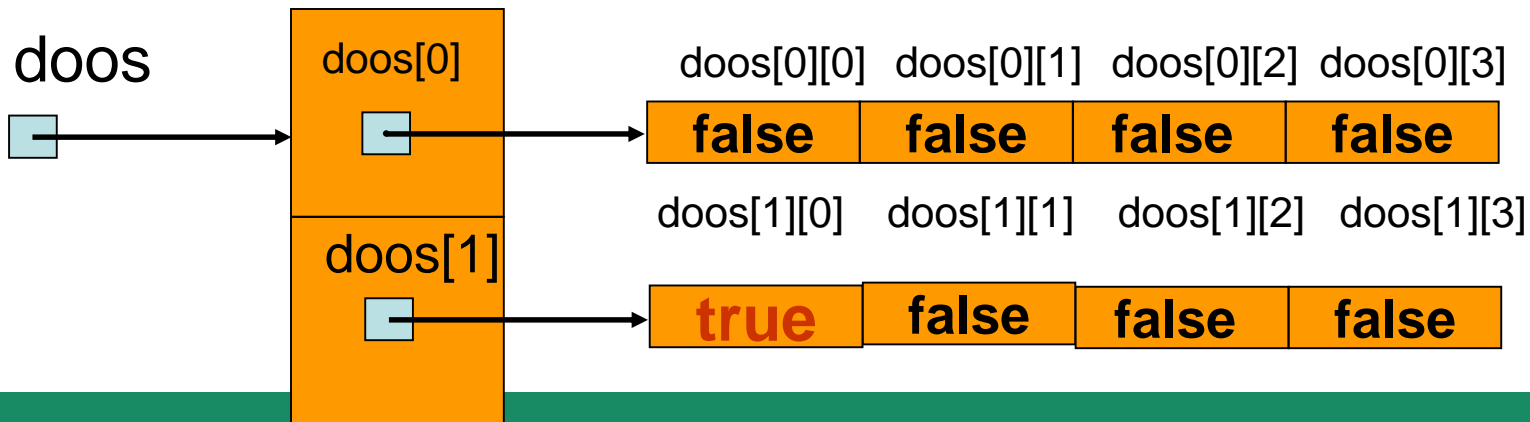 doos
doos[0]
doos[0][0] doos[0][1] doos[0][2] doos[0][3]
false false false false
doos[1][0] doos[1][1] doos[1][2] doos[1][3]
doos[1]
true false false false